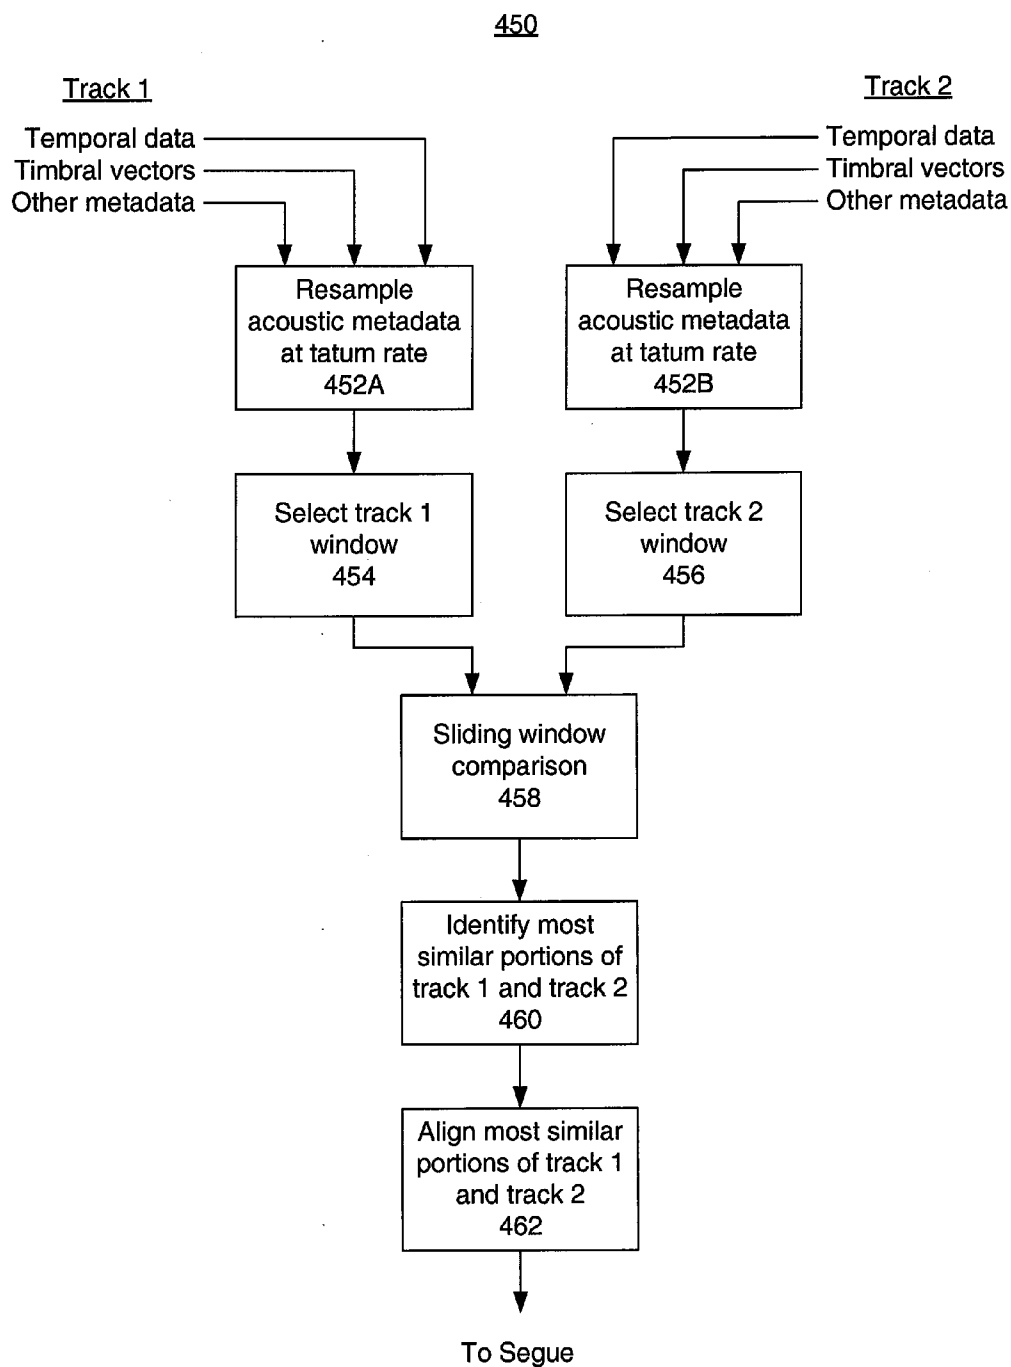 450
Track 1
Temporal data
Timbral vectors
Other metadata
Track 2
Temporal data
Timbral vectors
Other metadata
Resample
acoustic metadata
at tatum rate
452A
Resample
acoustic metadata
at tatum rate
452B
Select track 1
window
454
Select track 2
window
456
Sliding window
comparison
458
Identify most
similar portions of
track 1 and track 2
460
Align most similar
portions of track 1
and track 2
462
To Segue